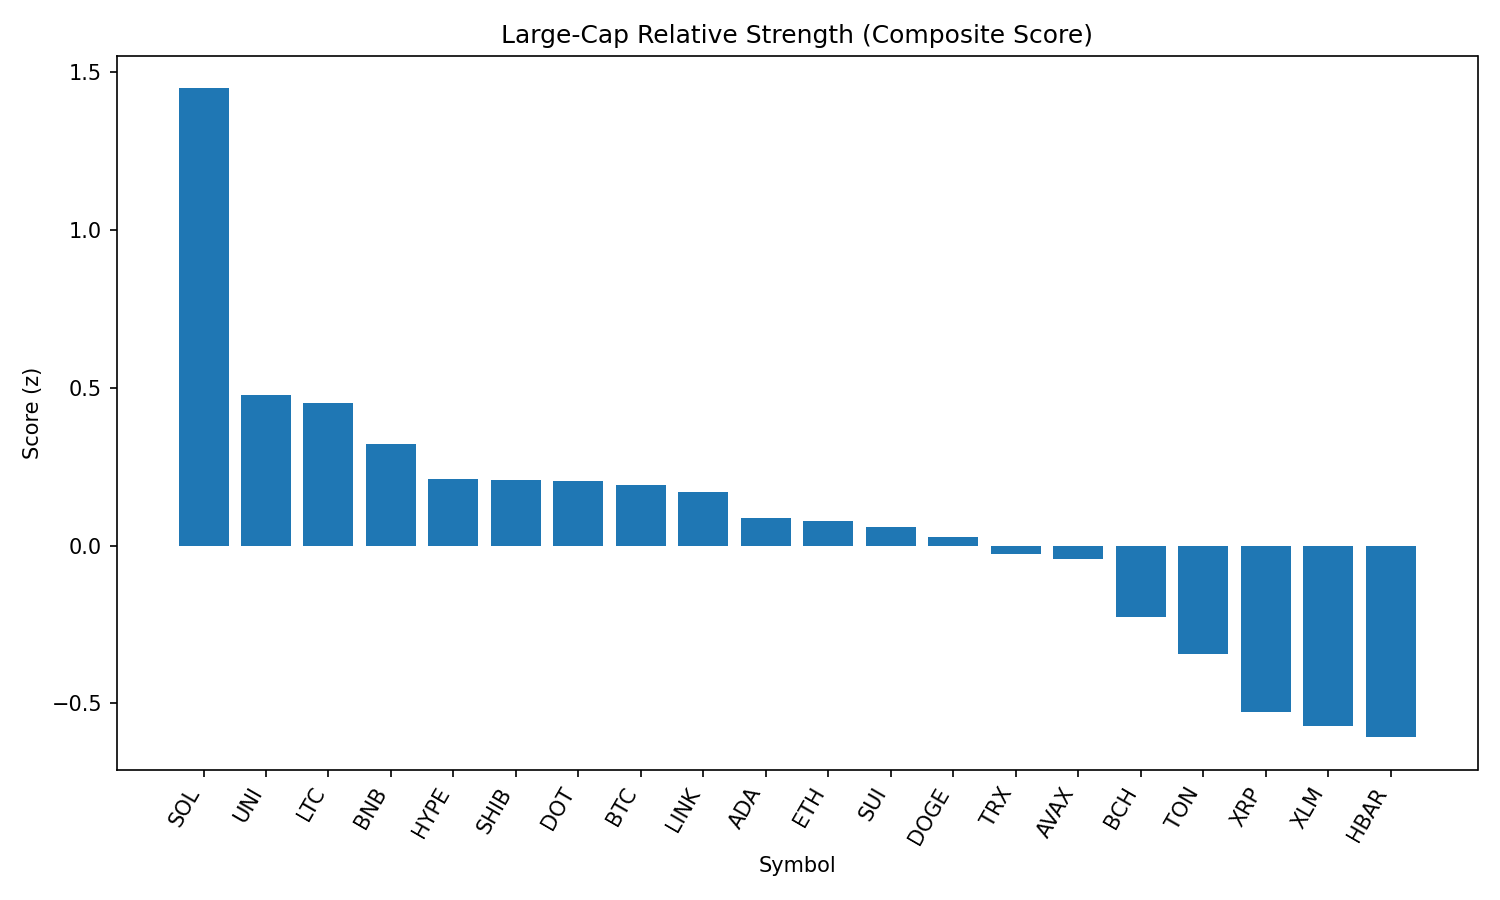 Large-Cap Relative Strength (Composite Score)
1.5
1.0
0.5
0.0
−0.5
Score (z)
SOL
UNI
LTC
BNB
HYPE
SHIB
DOT
BTC
LINK
ADA
ETH
SUI
DOGE
TRX
AVAX
BCH
TON
XRP
XLM
HBAR
Symbol